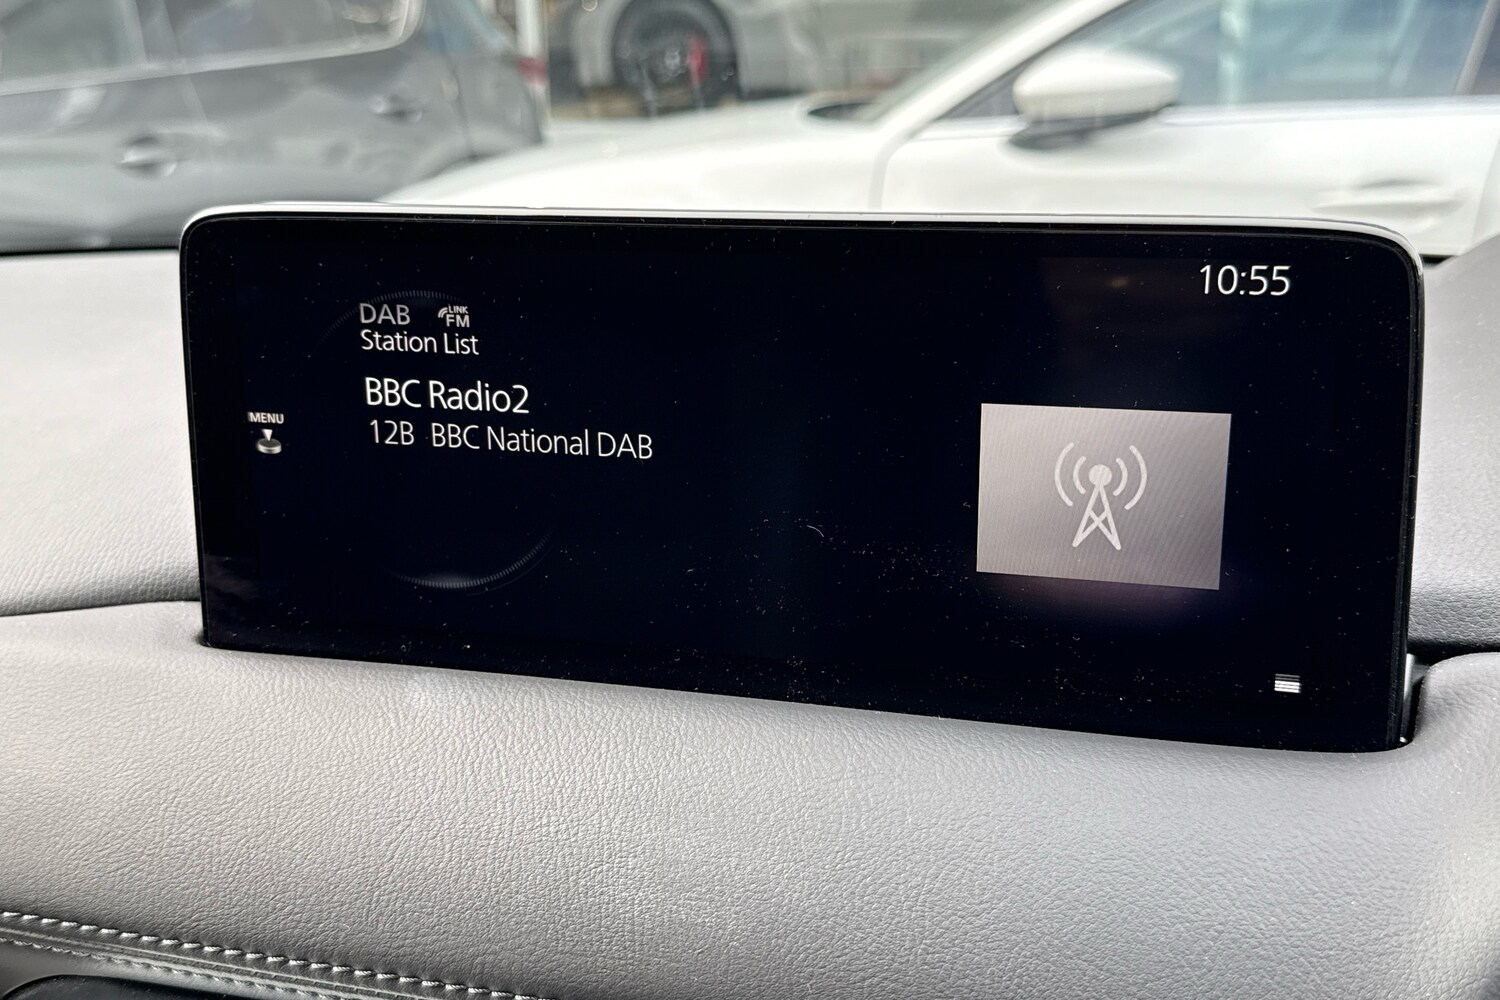 10:55
DAB LINK FM
Station List
BBC Radio2
12B BBC National DAB
MENU